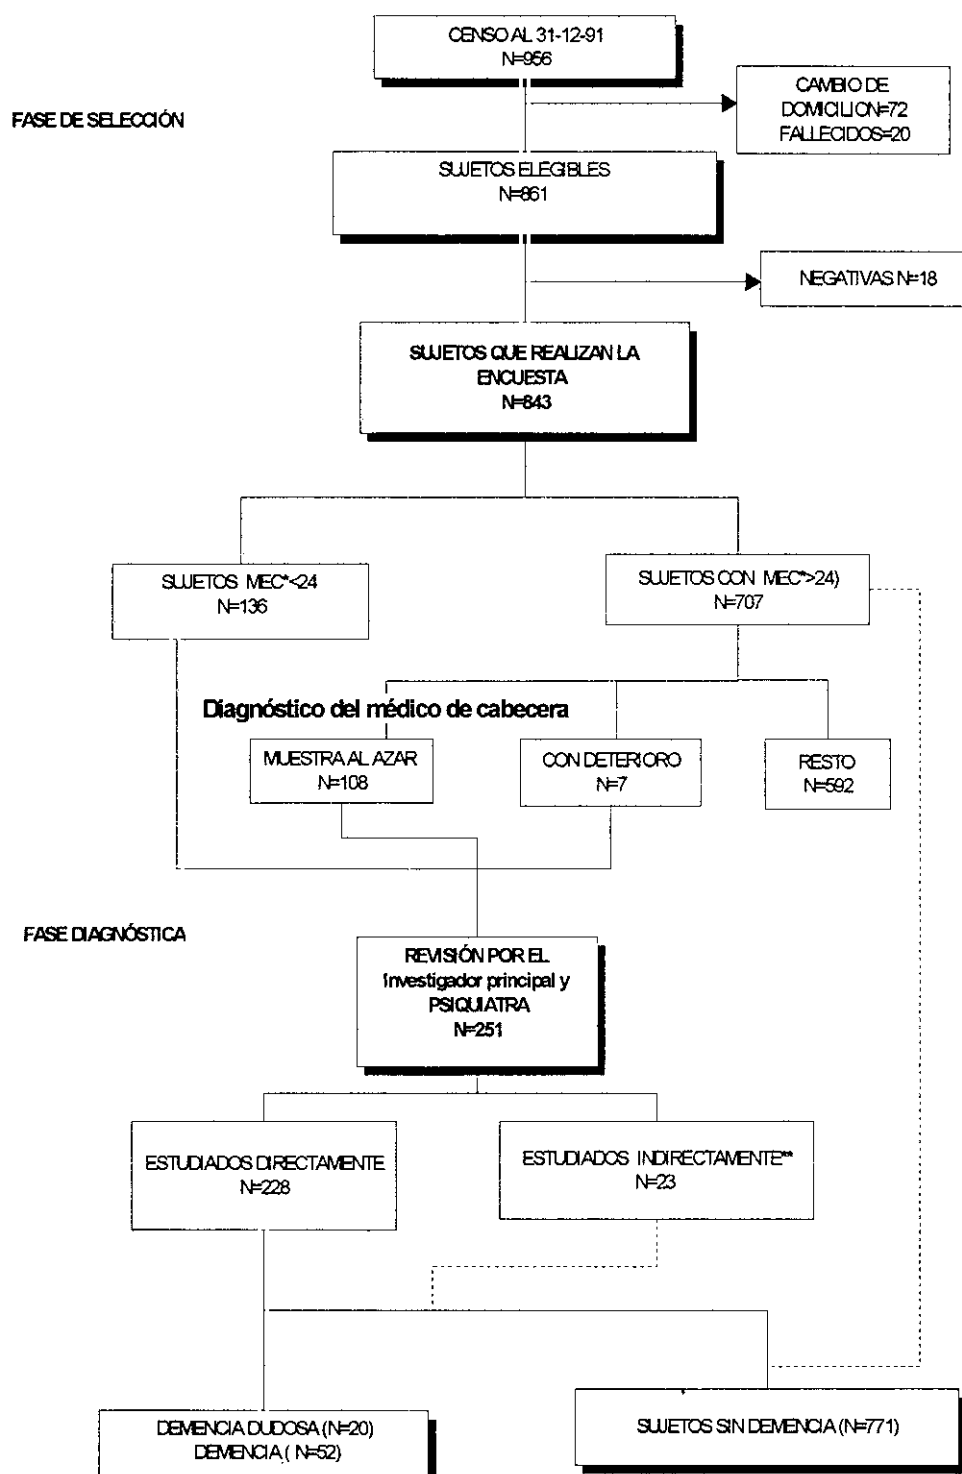 CENSO AL 31-12-91
N=956
CAMBIO DE
DOMICILION=72
FALLECIDOS=20
FASE DE SELECCIÓN
SUJETOS ELEGIBLES
N=861
NEGATIVAS N=18
SUJETOS QUE REALIZAN LA
ENCUESTA
N=843
SUJETOS MEC*<24
N=136
SUJETOS CON MEC*>24)
N=707
Diagnóstico del médico de cabecera
MUESTRA AL AZAR
N=108
CON DETERIORO
N=7
RESTO
N=592
FASE DIAGNÓSTICA
REVISIÓN POR EL
Investigador principal y
PSIQUIATRA
N=251
ESTUDIADOS DIRECTAMENTE
N=228
ESTUDIADOS INDIRECTAMENTE**
N=23
DEMENCIA DUDOSA (N=20)
DEMENCIA ( N=52)
SUJETOS SIN DEMENCIA (N=771)